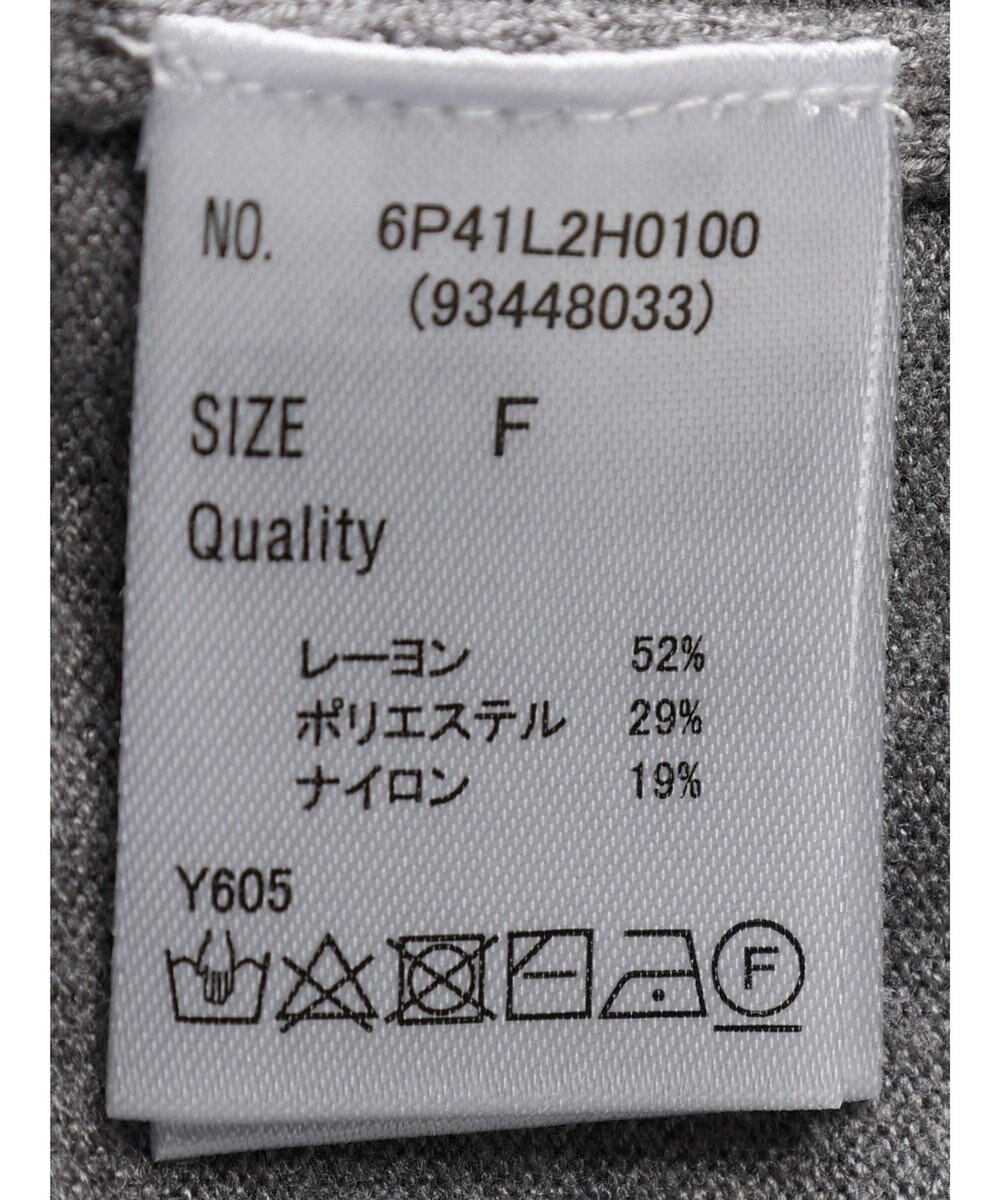 NO. 6P41L2H0100
(93448033)
SIZE F
Quality
レーヨン 52%
ポリエステル 29%
ナイロン 19%
Y605
F